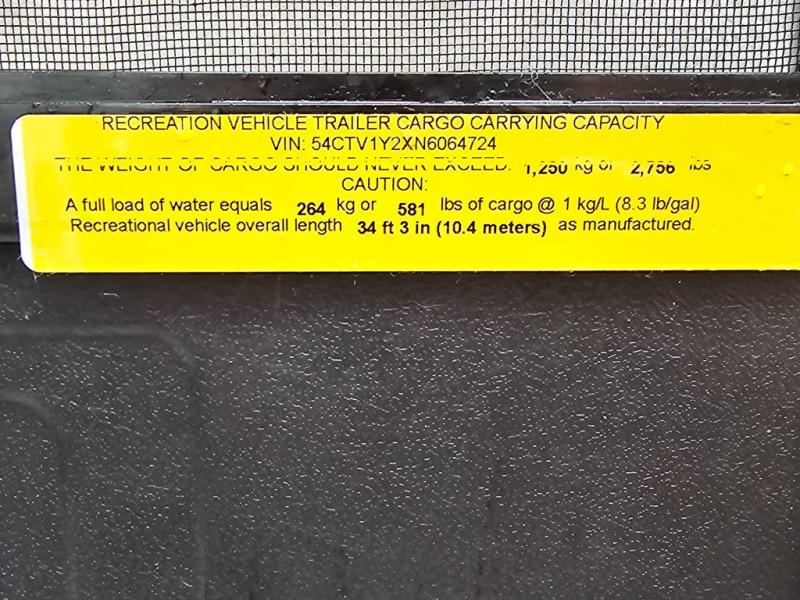 RECREATION VEHICLE TRAILER CARGO CARRYING CAPACITY
VIN: 54CTV1Y2XN6064724
THE WEIGHT OF CARGO SHOULD NEVER EXCEED: 1,250 kg or 2,756 lbs
CAUTION:
A full load of water equals 264 kg or 581 lbs of cargo @ 1 kg/L (8.3 lb/gal)
Recreational vehicle overall length 34 ft 3 in (10.4 meters) as manufactured.